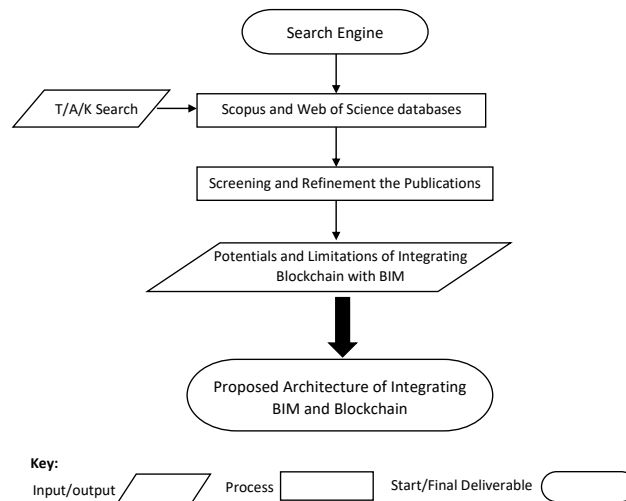 Search Engine
T/A/K Search
Scopus and Web of Science databases
Screening and Refinement the Publications
Potentials and Limitations of Integrating
Blockchain with BIM
Proposed Architecture of Integrating
BIM and Blockchain
Key:
Input/output
Process
Start/Final Deliverable